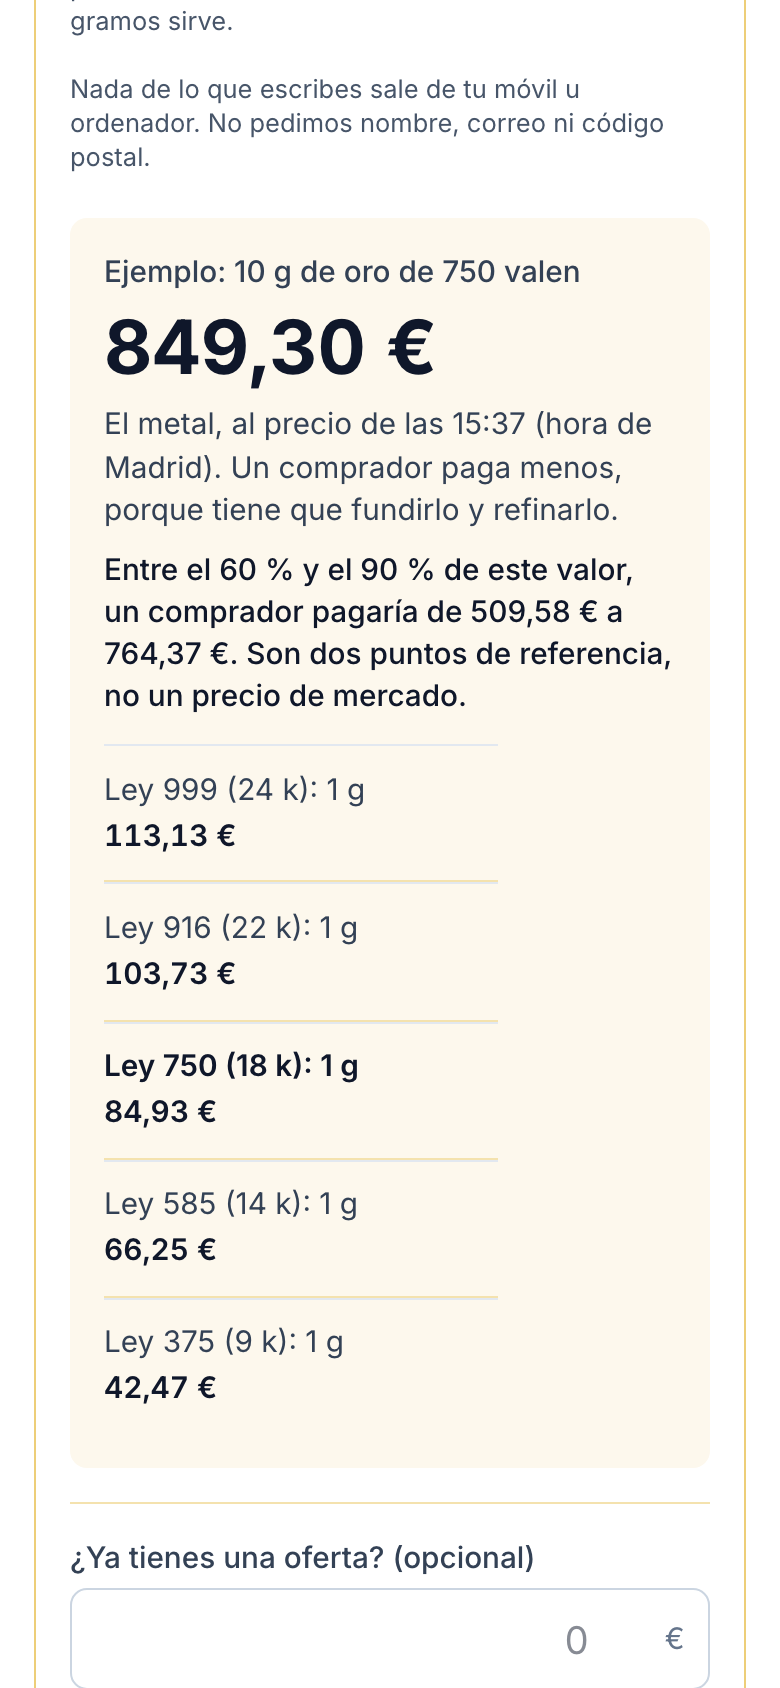 gramos sirve.
Nada de lo que escribes sale de tu móvil u
ordenador. No pedimos nombre, correo ni código
postal.
Ejemplo: 10 g de oro de 750 valen
849,30 €
El metal, al precio de las 15:37 (hora de
Madrid). Un comprador paga menos,
porque tiene que fundirlo y refinarlo.
Entre el 60 % y el 90 % de este valor,
un comprador pagaría de 509,58 € a
764,37 €. Son dos puntos de referencia,
no un precio de mercado.
Ley 999 (24 k): 1 g
113,13 €
Ley 916 (22 k): 1 g
103,73 €
Ley 750 (18 k): 1 g
84,93 €
Ley 585 (14 k): 1 g
66,25 €
Ley 375 (9 k): 1 g
42,47 €
¿Ya tienes una oferta? (opcional)
0 €